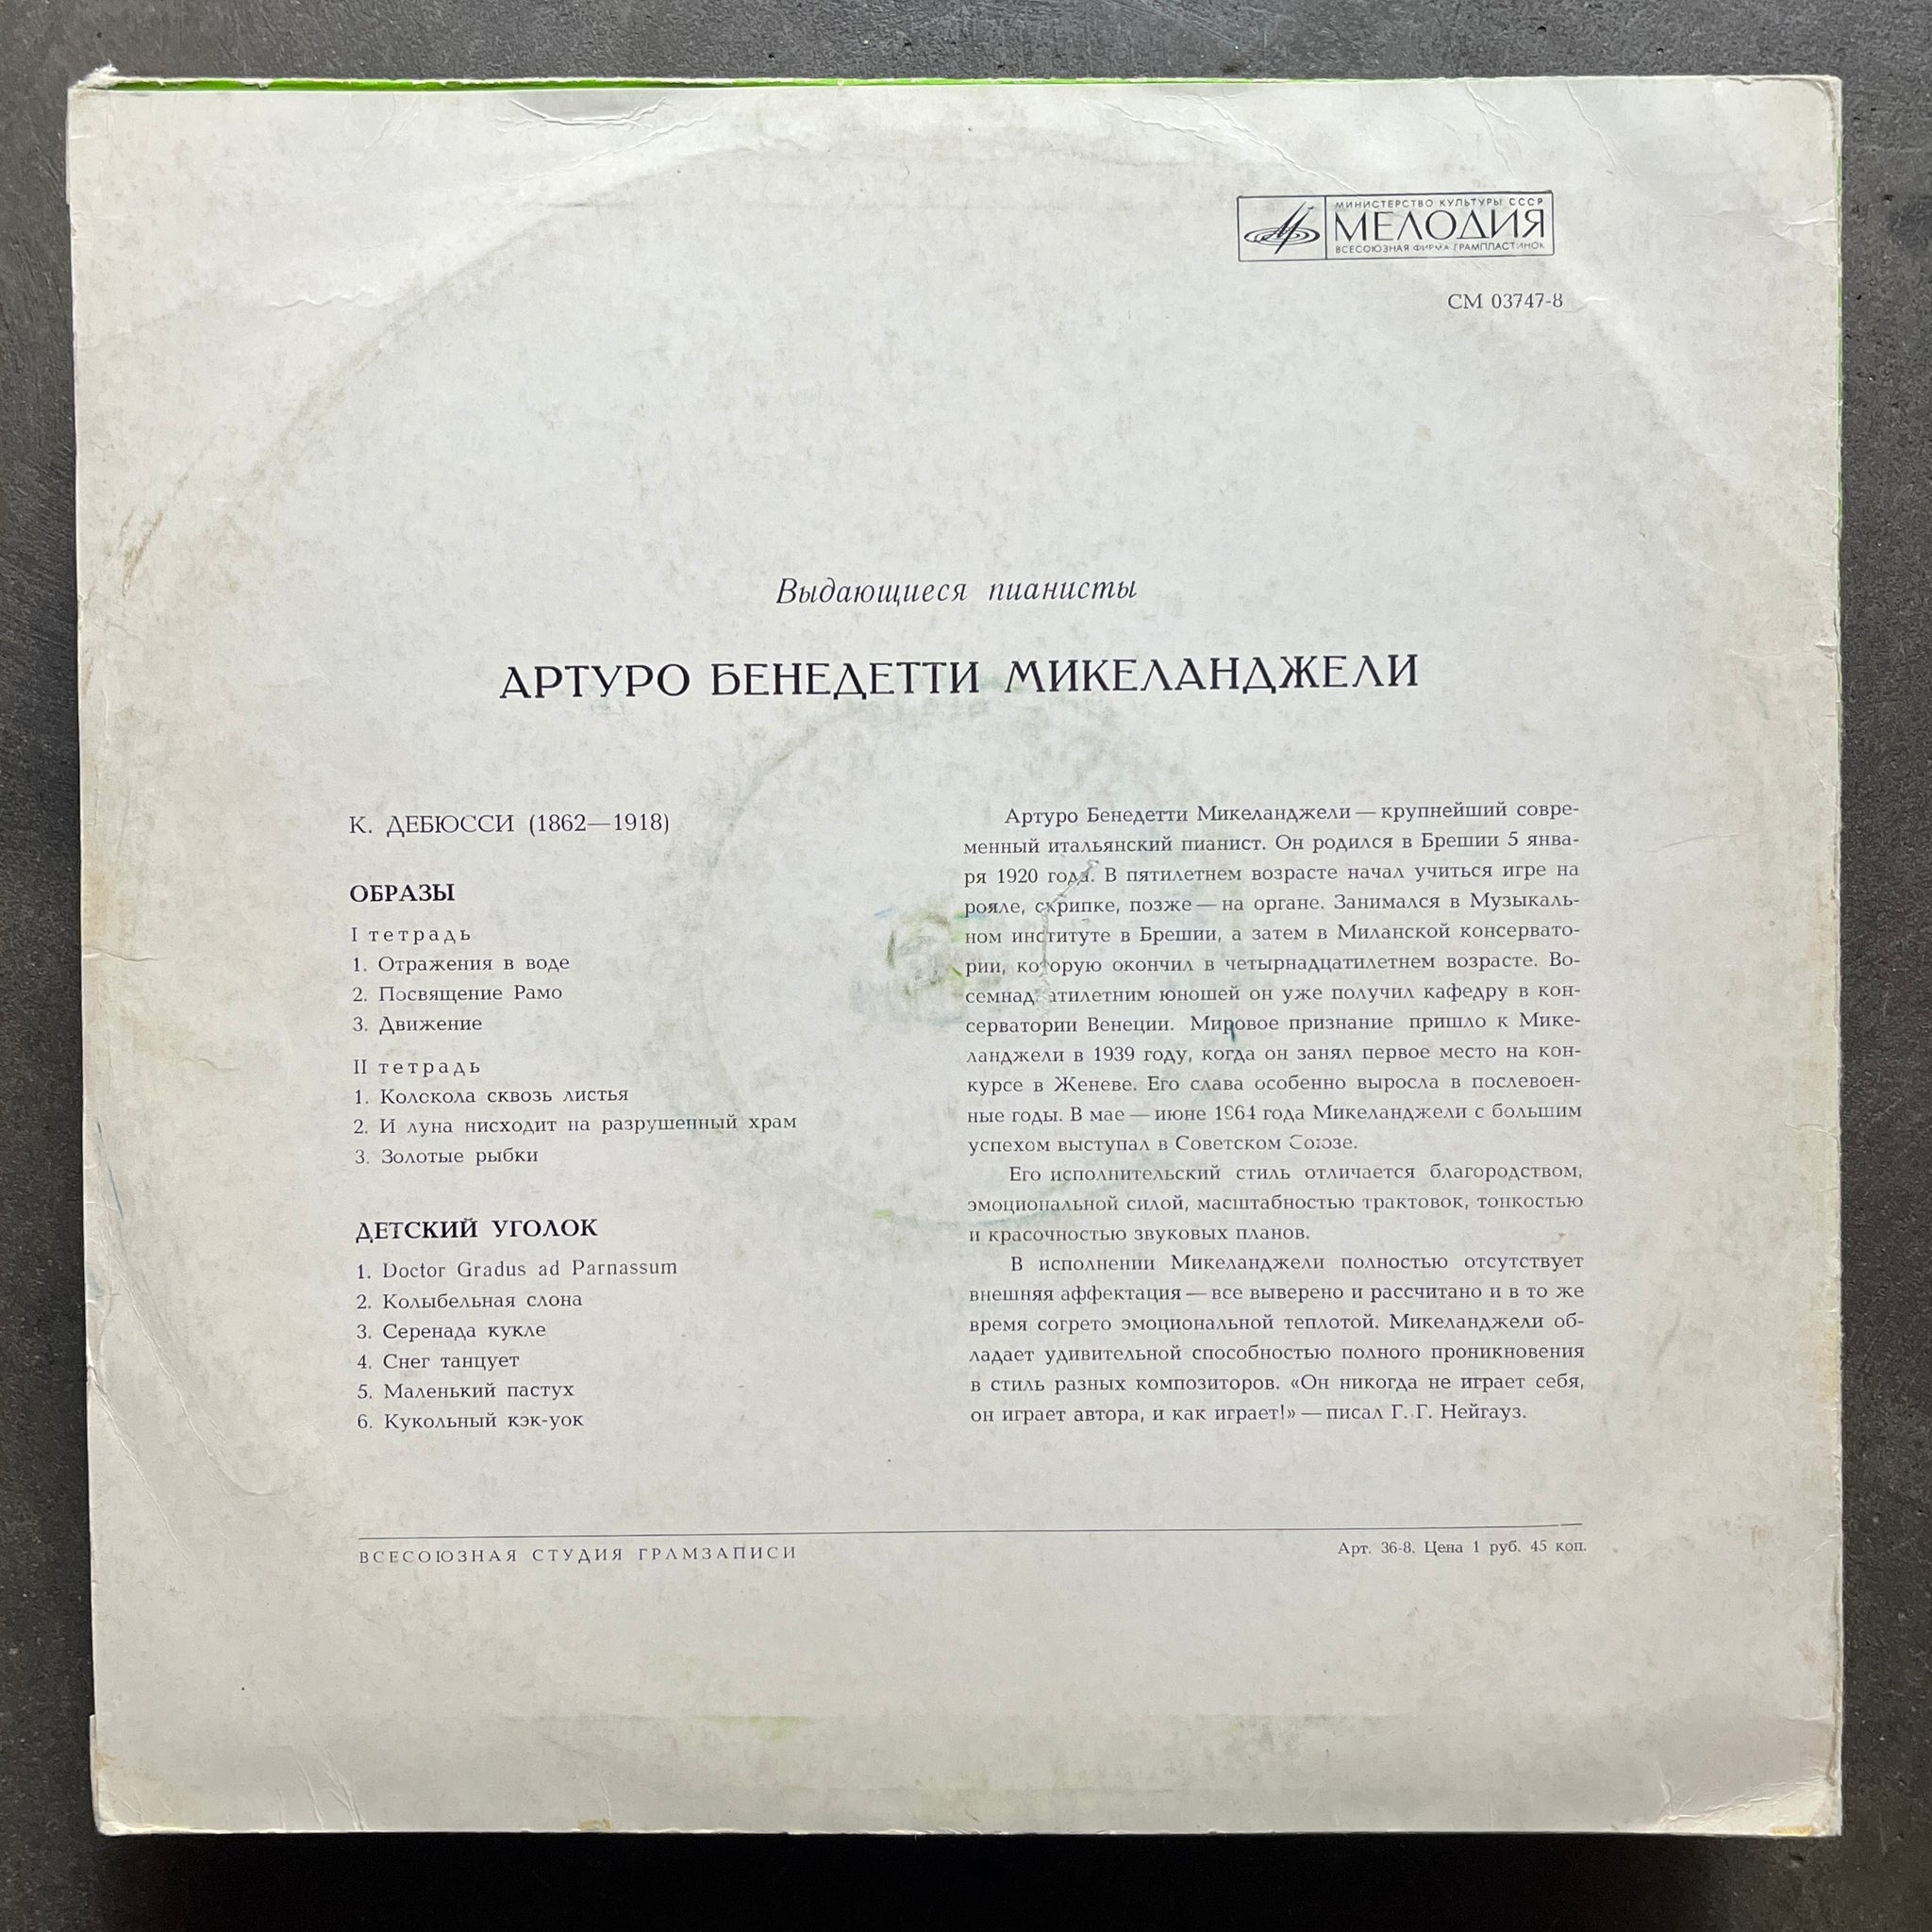 МИНИСТЕРСТВО КУЛЬТУРЫ СССР
МЕЛОДИЯ
ВСЕСОЮЗНАЯ ФИРМА ГРАМПЛАСТИНОК
СМ 03747-8
Выдающиеся пианисты
АРТУРО БЕНЕДЕТТИ МИКЕЛАНДЖЕЛИ
К. ДЕБЮССИ (1862—1918)
ОБРАЗЫ
I тетрадь
1. Отражения в воде
2. Посвящение Рамо
3. Движение
II тетрадь
1. Колокола сквозь листья
2. И луна нисходит на разрушенный храм
3. Золотые рыбки
ДЕТСКИЙ УГОЛОК
1. Doctor Gradus ad Parnassum
2. Колыбельная слона
3. Серенада кукле
4. Снег танцует
5. Маленький пастух
6. Кукольный кэк-уок
Артуро Бенедетти Микеланджели — крупнейший совре-
менный итальянский пианист. Он родился в Брешии 5 янва-
ря 1920 года. В пятилетнем возрасте начал учиться игре на
рояле, скрипке, позже — на органе. Занимался в Музыкаль-
ном институте в Брешии, а затем в Миланской консервато-
рии, которую окончил в четырнадцатилетнем возрасте. Во-
семнадцатилетним юношей он уже получил кафедру в кон-
серватории Венеции. Мировое признание пришло к Мике-
ланджели в 1939 году, когда он занял первое место на кон-
курсе в Женеве. Его слава особенно выросла в послевоен-
ные годы. В мае — июне 1964 года Микеланджели с большим
успехом выступал в Советском Союзе.
Его исполнительский стиль отличается благородством,
эмоциональной силой, масштабностью трактовок, тонкостью
и красочностью звуковых планов.
В исполнении Микеланджели полностью отсутствует
внешняя аффектация — все выверено и рассчитано и в то же
время согрето эмоциональной теплотой. Микеланджели об-
ладает удивительной способностью полного проникновения
в стиль разных композиторов. «Он никогда не играет себя,
он играет автора, и как играет!» — писал Г. Г. Нейгауз.
ВСЕСОЮЗНАЯ СТУДИЯ ГРАМЗАПИСИ
Арт. 36-8. Цена 1 руб. 45 коп.